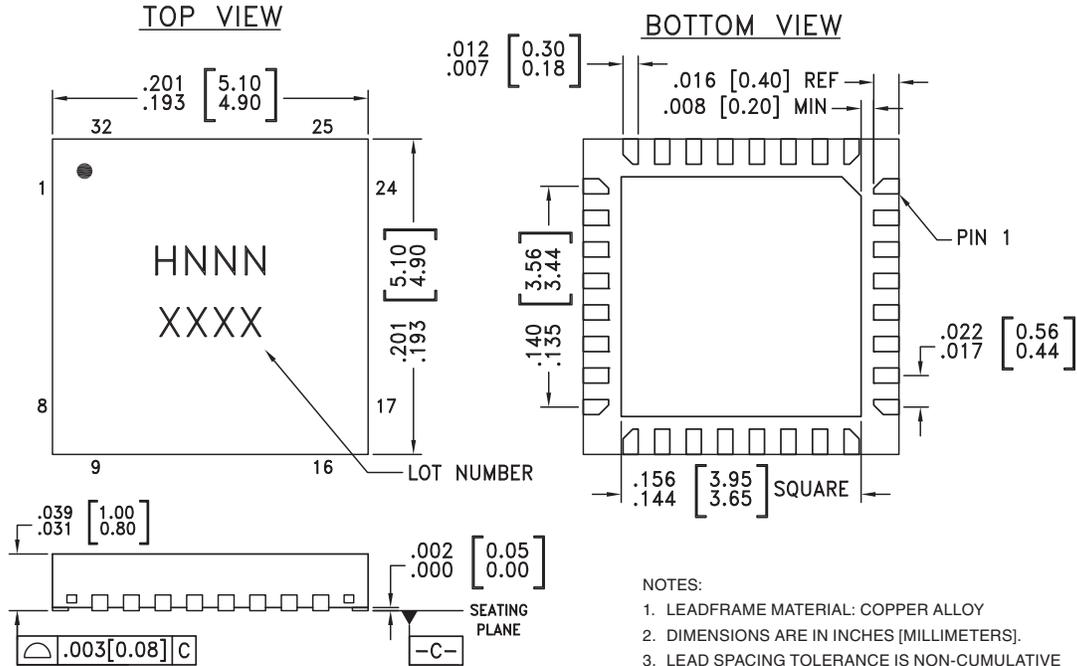 TOP VIEW
.201 [5.10]
.193 [4.90]
32
25
1
24
HNNN
XXXX
[5.10]
[4.90]
.201
.193
8
17
9
16
LOT NUMBER
BOTTOM VIEW
.012 [0.30]
.007 [0.18]
.016 [0.40] REF
.008 [0.20] MIN
PIN 1
[3.56]
[3.44]
.140
.135
.022 [0.56]
.017 [0.44]
.156 [3.95]
.144 [3.65]
SQUARE
.039 [1.00]
.031 [0.80]
.002 [0.05]
.000 [0.00]
SEATING
PLANE
.003[0.08] C
-C-
NOTES:
1. LEADFRAME MATERIAL: COPPER ALLOY
2. DIMENSIONS ARE IN INCHES [MILLIMETERS].
3. LEAD SPACING TOLERANCE IS NON-CUMULATIVE